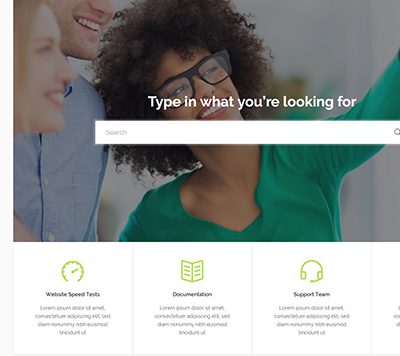 Type in what you're looking for
Search
Website Speed Tests
Documentation
Support Team
Lorem ipsum dolor sit amet,
consectetuer adipiscing elit, sed
diam nonummy nibh euismod
tincidunt ut
Lorem ipsum dolor sit amet,
consectetuer adipiscing elit, sed
diam nonummy nibh euismod
tincidunt ut
Lorem ipsum dolor sit amet,
consectetuer adipiscing elit, sed
diam nonummy nibh euismod
tincidunt ut